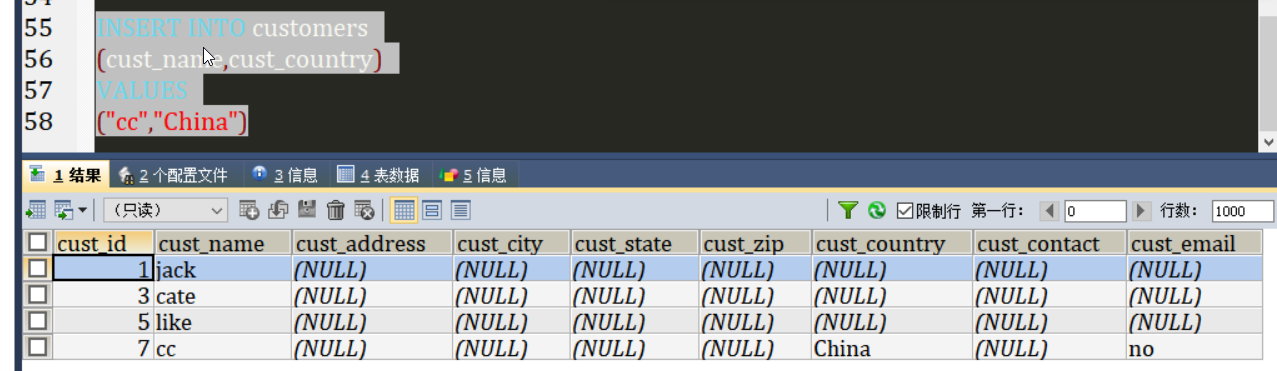 54
55 INSERT INTO customers
56 (cust_name,cust_country)
57 VALUES
58 ("cc","China")
1 结果 2 个配置文件 3 信息 4 表数据 5 信息
（只读） 限制行 第一行: 0 行数: 1000
cust_id cust_name cust_address cust_city cust_state cust_zip cust_country cust_contact cust_email
1 jack (NULL) (NULL) (NULL) (NULL) (NULL) (NULL) (NULL)
3 cate (NULL) (NULL) (NULL) (NULL) (NULL) (NULL) (NULL)
5 like (NULL) (NULL) (NULL) (NULL) (NULL) (NULL) (NULL)
7 cc (NULL) (NULL) (NULL) (NULL) China (NULL) no